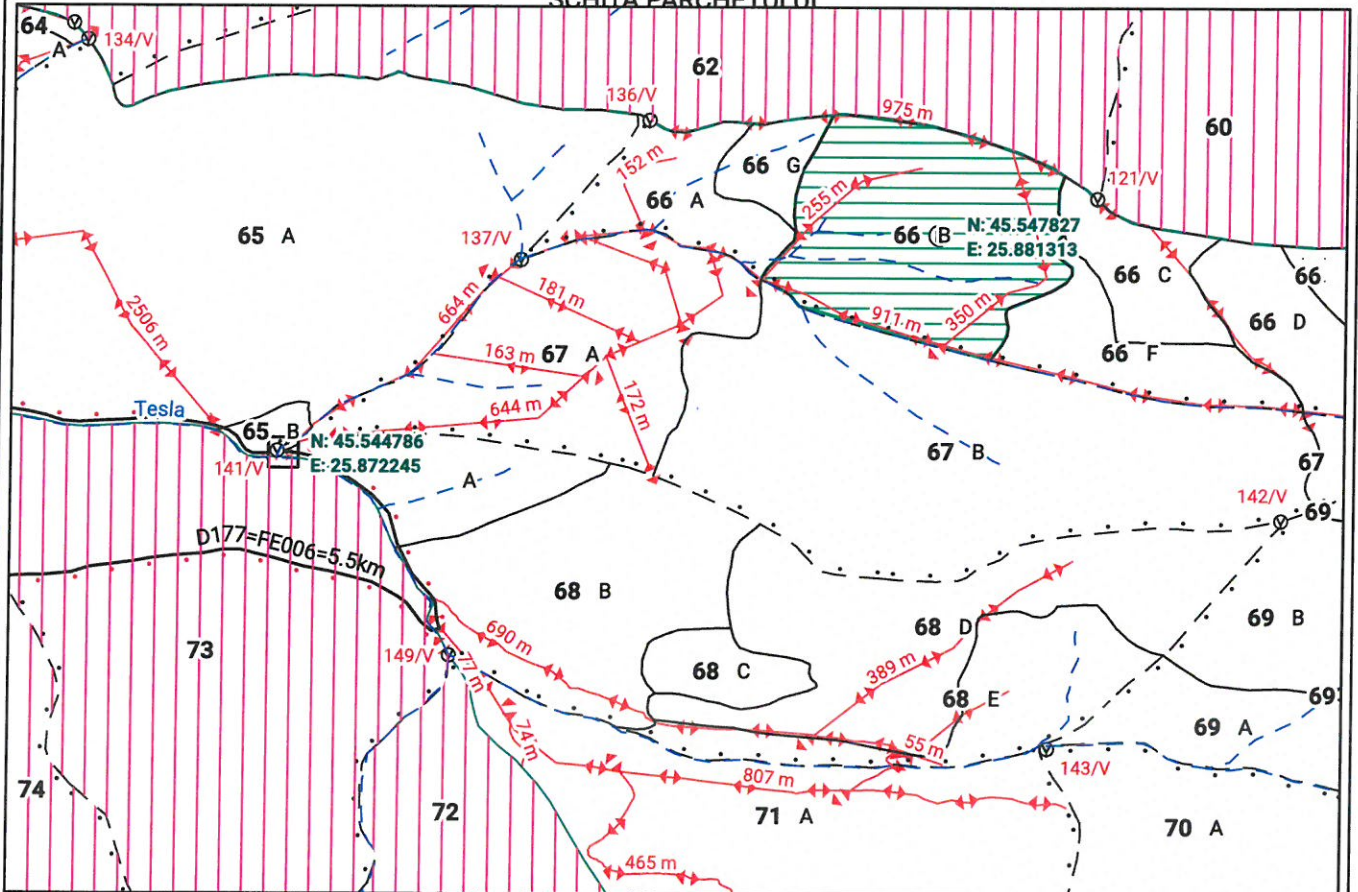 SCHITA PARCHETULUI
64
A
134/V
62
136/V
975 m
60
152 m
66 G
121/V
66 A
255 m
65 A
137/V
66 B
N: 45.547827
E: 25.881313
66 C
66
2506 m
664 m
181 m
911 m
350 m
66 D
163 m
67 A
66 F
Tesla
644 m
172 m
65 B
N: 45.544786
E: 25.872245
141/V
67 B
67
A
142/V
69
D177=FE006=5.5km
68 B
73
690 m
68 D
69 B
149/V
77 m
68 C
389 m
68 E
69
74 m
69 A
55 m
143/V
74
807 m
72
71 A
70 A
465 m